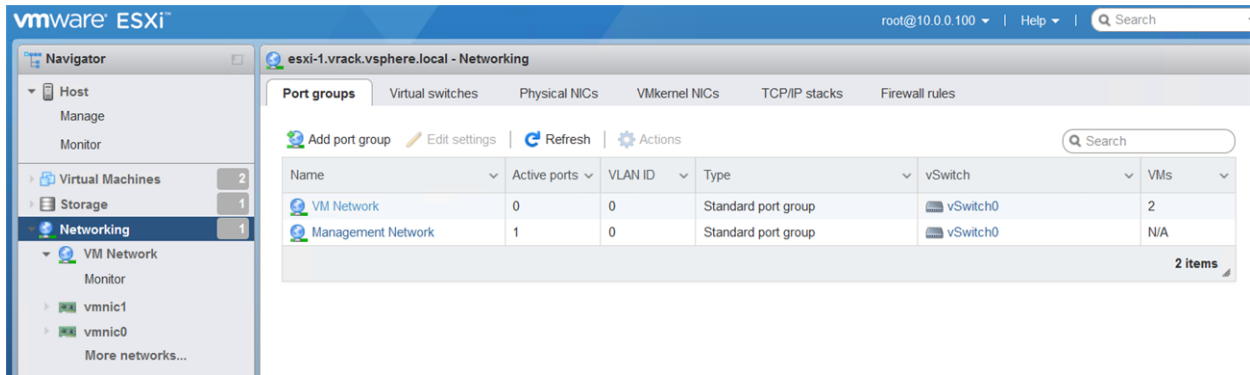 vmware ESXi™
root@10.0.0.100 | Help | Search
Navigator
Host
Manage
Monitor
Virtual Machines 2
Storage 1
Networking 1
VM Network
Monitor
vmnic1
vmnic0
More networks...
esxi-1.vrack.vsphere.local - Networking
Port groups Virtual switches Physical NICs VMkernel NICs TCP/IP stacks Firewall rules
Add port group Edit settings | Refresh | Actions Search
Name Active ports VLAN ID Type vSwitch VMs
VM Network 0 0 Standard port group vSwitch0 2
Management Network 1 0 Standard port group vSwitch0 N/A
2 items